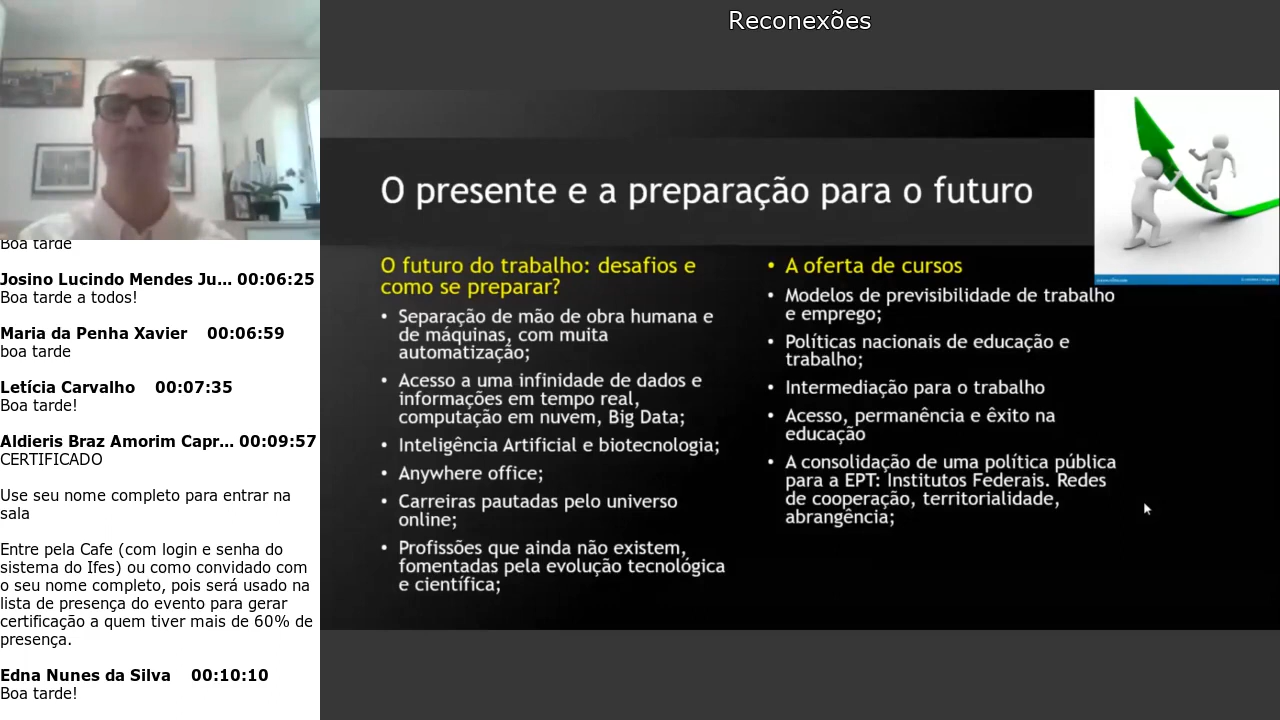 Reconexões
Boa tarde
Josino Lucindo Mendes Ju... 00:06:25
Boa tarde a todos!
Maria da Penha Xavier 00:06:59
boa tarde
Letícia Carvalho 00:07:35
Boa tarde!
Aldieris Braz Amorim Capr... 00:09:57
CERTIFICADO
Use seu nome completo para entrar na
sala
Entre pela Cafe (com login e senha do
sistema do Ifes) ou como convidado com
o seu nome completo, pois será usado na
lista de presença do evento para gerar
certificação a quem tiver mais de 60% de
presença.
Edna Nunes da Silva 00:10:10
Boa tarde!
O presente e a preparação para o futuro
O futuro do trabalho: desafios e
como se preparar?
• Separação de mão de obra humana e
de máquinas, com muita
automatização;
• Acesso a uma infinidade de dados e
informações em tempo real,
computação em nuvem, Big Data;
• Inteligência Artificial e biotecnologia;
• Anywhere office;
• Carreiras pautadas pelo universo
online;
• Profissões que ainda não existem,
fomentadas pela evolução tecnológica
e científica;
• A oferta de cursos
• Modelos de previsibilidade de trabalho
e emprego;
• Políticas nacionais de educação e
trabalho;
• Intermediação para o trabalho
• Acesso, permanência e êxito na
educação
• A consolidação de uma política pública
para a EPT: Institutos Federais. Redes
de cooperação, territorialidade,
abrangência;